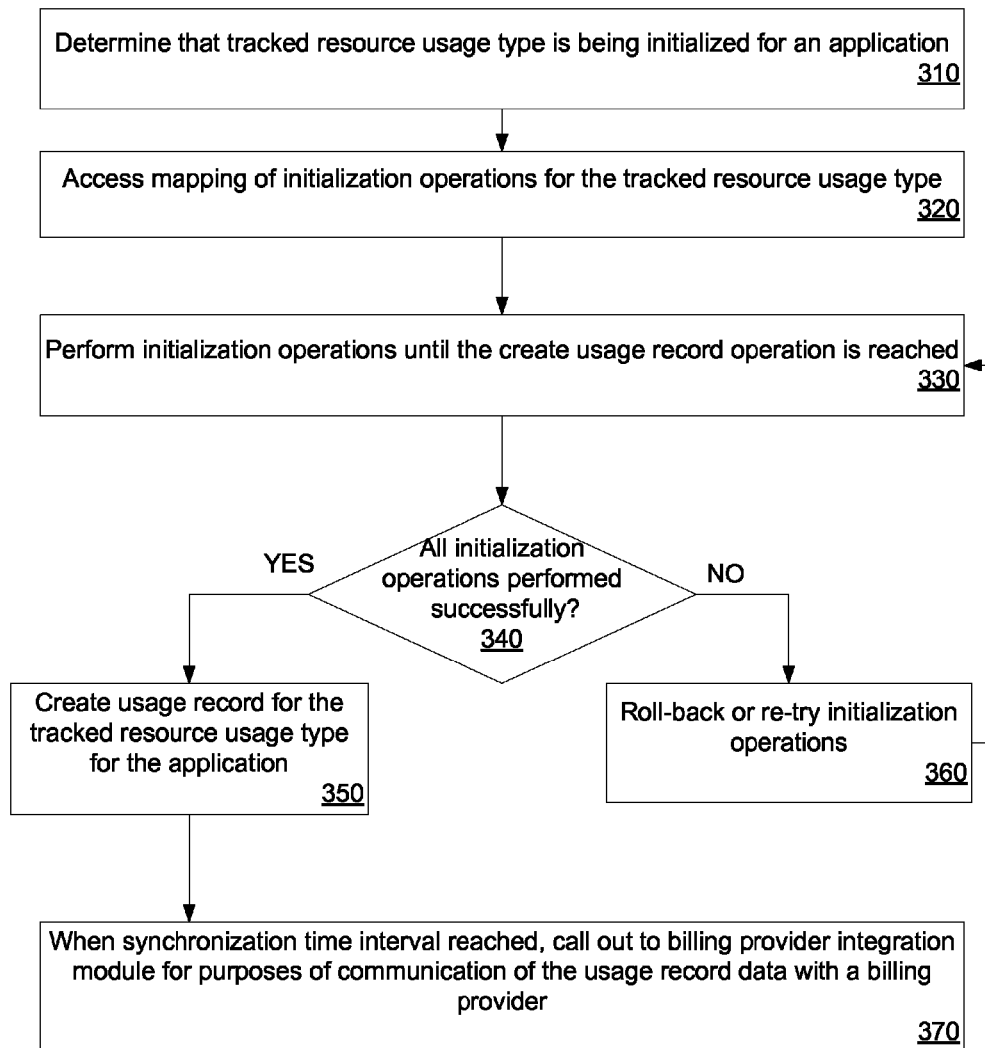 Determine that tracked resource usage type is being initialized for an application
310
Access mapping of initialization operations for the tracked resource usage type
320
Perform initialization operations until the create usage record operation is reached
330
All initialization
operations performed
successfully?
340
YES
NO
Create usage record for the
tracked resource usage type
for the application
350
Roll-back or re-try initialization
operations
360
When synchronization time interval reached, call out to billing provider integration
module for purposes of communication of the usage record data with a billing
provider
370